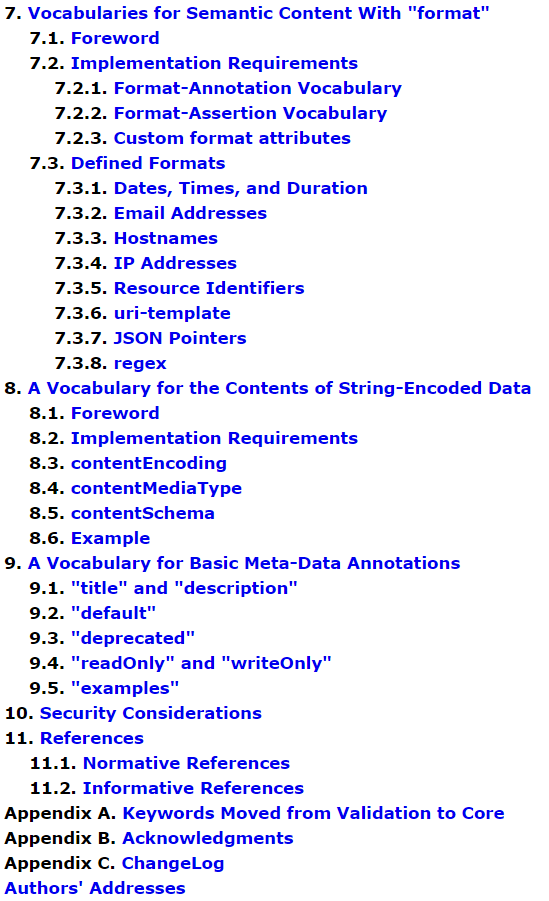 7. Vocabularies for Semantic Content With "format"
7.1. Foreword
7.2. Implementation Requirements
7.2.1. Format-Annotation Vocabulary
7.2.2. Format-Assertion Vocabulary
7.2.3. Custom format attributes
7.3. Defined Formats
7.3.1. Dates, Times, and Duration
7.3.2. Email Addresses
7.3.3. Hostnames
7.3.4. IP Addresses
7.3.5. Resource Identifiers
7.3.6. uri-template
7.3.7. JSON Pointers
7.3.8. regex
8. A Vocabulary for the Contents of String-Encoded Data
8.1. Foreword
8.2. Implementation Requirements
8.3. contentEncoding
8.4. contentMediaType
8.5. contentSchema
8.6. Example
9. A Vocabulary for Basic Meta-Data Annotations
9.1. "title" and "description"
9.2. "default"
9.3. "deprecated"
9.4. "readOnly" and "writeOnly"
9.5. "examples"
10. Security Considerations
11. References
11.1. Normative References
11.2. Informative References
Appendix A. Keywords Moved from Validation to Core
Appendix B. Acknowledgments
Appendix C. ChangeLog
Authors' Addresses